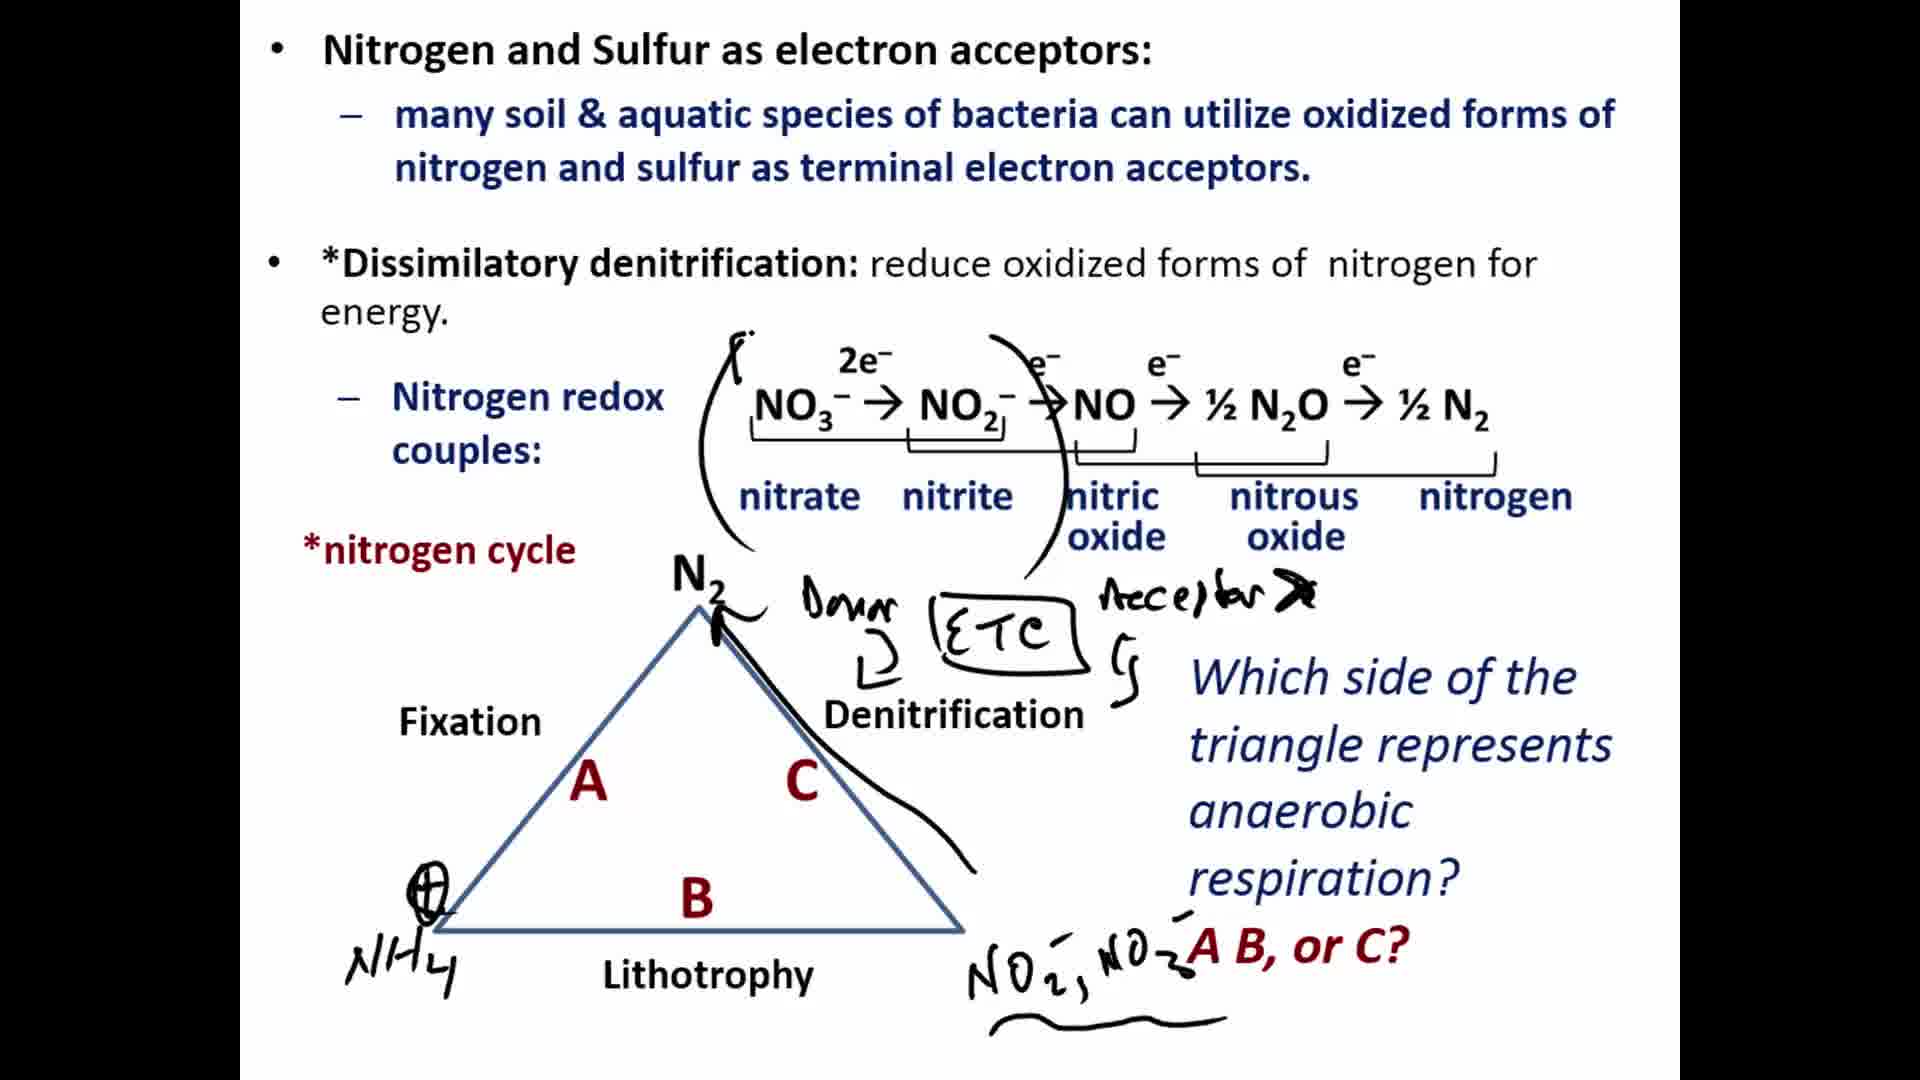 • Nitrogen and Sulfur as electron acceptors:
– many soil & aquatic species of bacteria can utilize oxidized forms of
nitrogen and sulfur as terminal electron acceptors.
• *Dissimilatory denitrification: reduce oxidized forms of nitrogen for
energy.
2e⁻ e⁻ e⁻ e⁻
– Nitrogen redox
couples:
NO₃⁻ → NO₂⁻ → NO → ½ N₂O → ½ N₂
nitrate nitrite nitric
oxide nitrous
oxide nitrogen
*nitrogen cycle
N₂
Donor ETC Acceptor
Fixation
Denitrification
A
C
B
NH₄ +
Lithotrophy
NO₂⁻, NO₃⁻
Which side of the
triangle represents
anaerobic
respiration?
A B, or C?